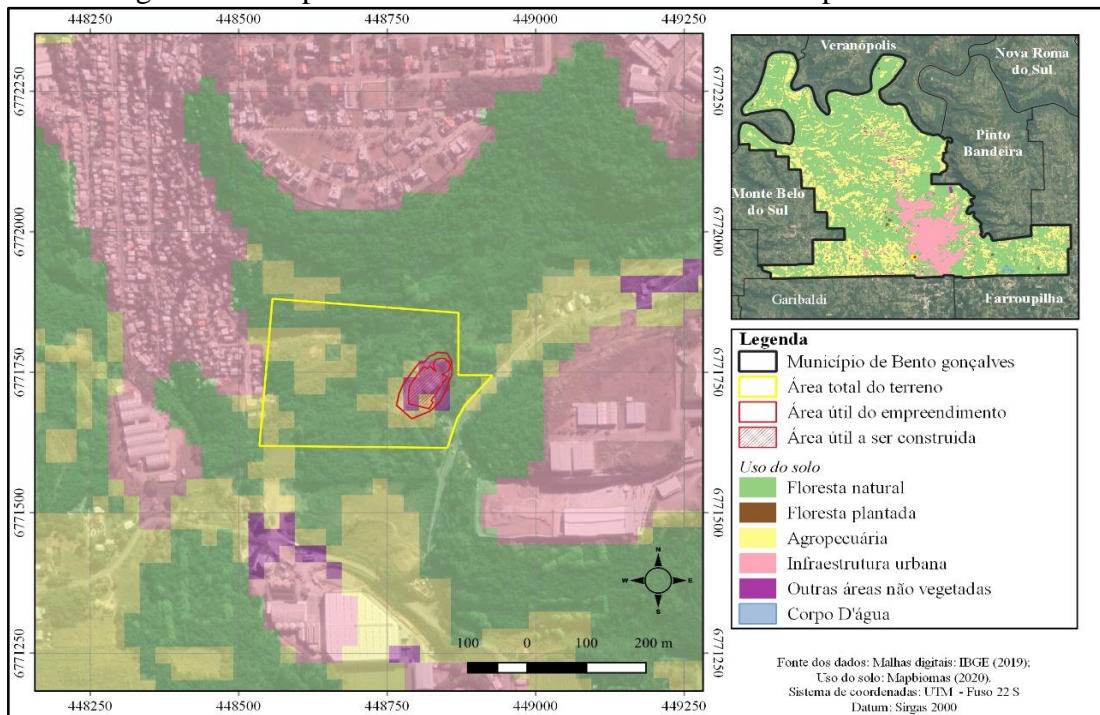 448250
448500
448750
449000
449250
6772250
6772250
6772000
6772000
6771750
6771750
6771500
6771500
6771250
6771250
N
W
E
S
100
0
100
200 m
448250
448500
448750
449000
449250
Veranópolis
Nova Roma
do Sul
Pinto
Bandeira
Monte Belo
do Sul
Garibaldi
Farroupilha
Legenda
Município de Bento gonçalves
Área total do terreno
Área útil do empreendimento
Área útil a ser construida
Uso do solo
Floresta natural
Floresta plantada
Agropecuária
Infraestrutura urbana
Outras áreas não vegetadas
Corpo D'água
Fonte dos dados: Malhas digitais: IBGE (2019);
Uso do solo: Mapbiomas (2020).
Sistema de coordenadas: UTM - Fuso 22 S
Datum: Sirgas 2000